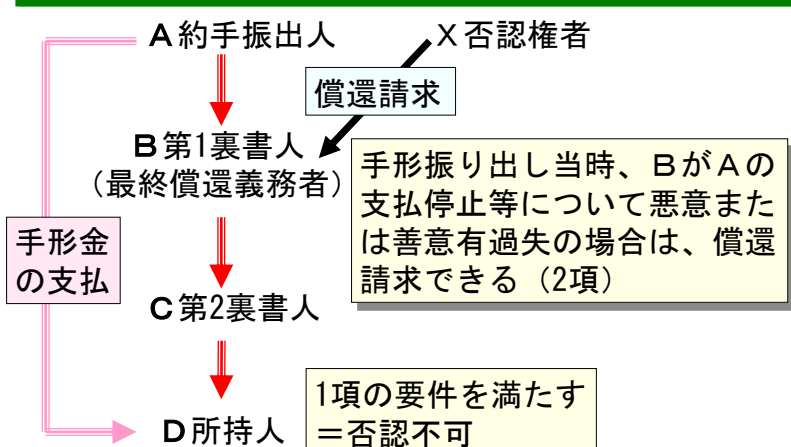 A約手振出人
X否認権者
償還請求
B第1裏書人
（最終償還義務者）
手形振り出し当時、BがAの
支払停止等について悪意また
は善意有過失の場合は、償還
請求できる（2項）
手形金
の支払
C第2裏書人
D所持人
1項の要件を満たす
＝否認不可